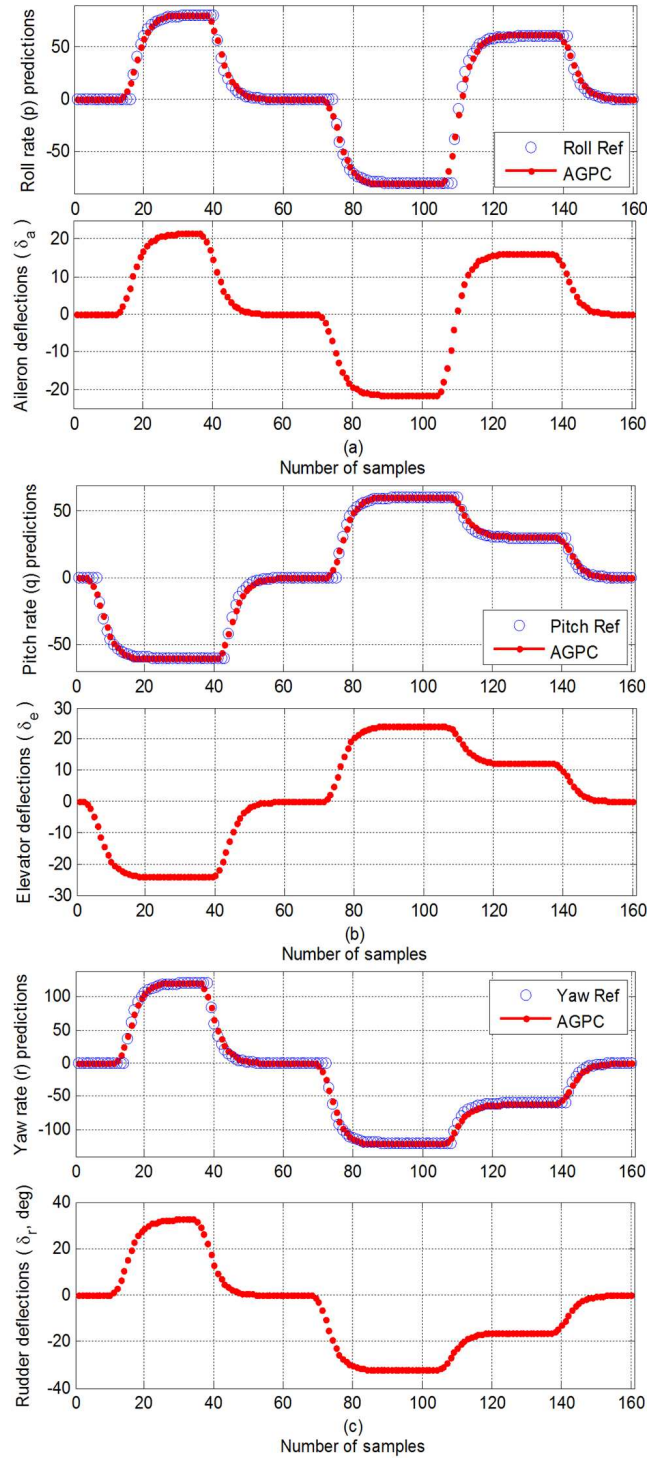 Roll rate (p) predictions
50
0
-50
Roll Ref
AGPC
0 20 40 60 80 100 120 140 160
Aileron deflections ( δa )
20
10
0
-10
-20
0 20 40 60 80 100 120 140 160
(a)
Number of samples
Pitch rate (q) predictions
50
0
-50
Pitch Ref
AGPC
0 20 40 60 80 100 120 140 160
Elevator deflections ( δe )
30
20
10
0
-10
-20
-30
0 20 40 60 80 100 120 140 160
(b)
Number of samples
Yaw rate (r) predictions
100
50
0
-50
-100
Yaw Ref
AGPC
0 20 40 60 80 100 120 140 160
Rudder deflections ( δr, deg)
40
20
0
-20
-40
0 20 40 60 80 100 120 140 160
(c)
Number of samples